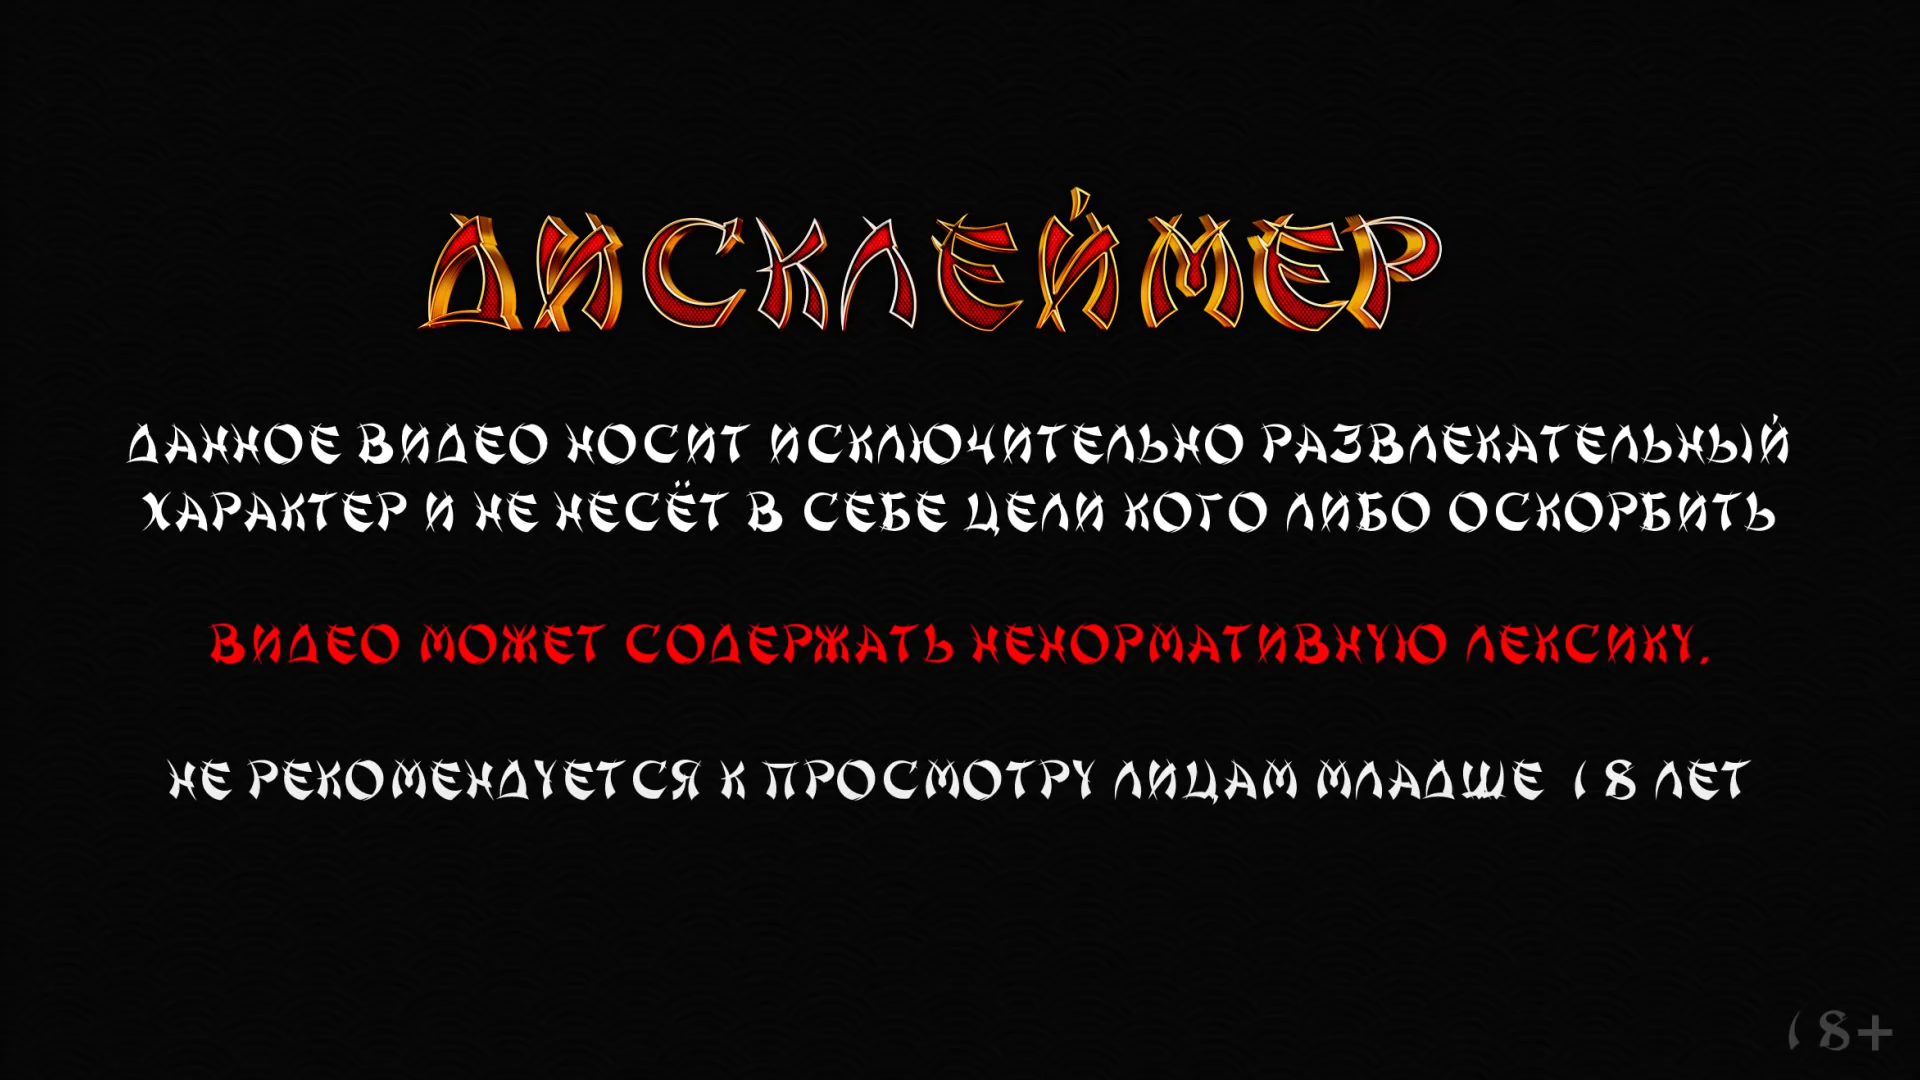 ДИСКЛЕЙМЕР
ДАННОЕ ВИДЕО НОСИТ ИСКЛЮЧИТЕЛЬНО РАЗВЛЕКАТЕЛЬНЫЙ
ХАРАКТЕР И НЕ НЕСЁТ В СЕБЕ ЦЕЛИ КОГО ЛИБО ОСКОРБИТЬ
ВИДЕО МОЖЕТ СОДЕРЖАТЬ НЕНОРМАТИВНУЮ ЛЕКСИКУ.
НЕ РЕКОМЕНДУЕТСЯ К ПРОСМОТРУ ЛИЦАМ МЛАДШЕ 18 ЛЕТ
18+